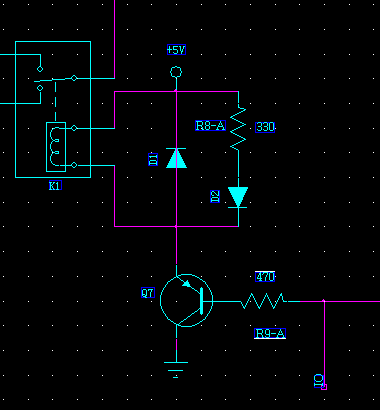 +5V
R8-A 330
D1
K1
D2
Q7
470
R9-A
IO